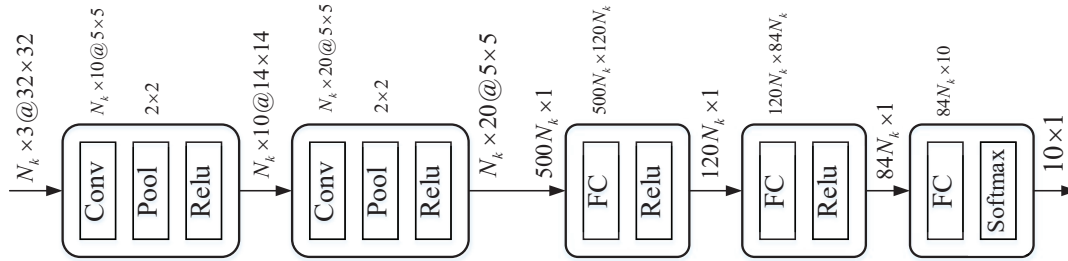 N_k×3@32×32
Conv
N_k×10@5×5
Pool
2×2
Relu
N_k×10@14×14
Conv
N_k×20@5×5
Pool
2×2
Relu
N_k×20@5×5
500N_k×1
FC
500N_k×120N_k
Relu
120N_k×1
FC
120N_k×84N_k
Relu
84N_k×1
FC
84N_k×10
Softmax
10×1